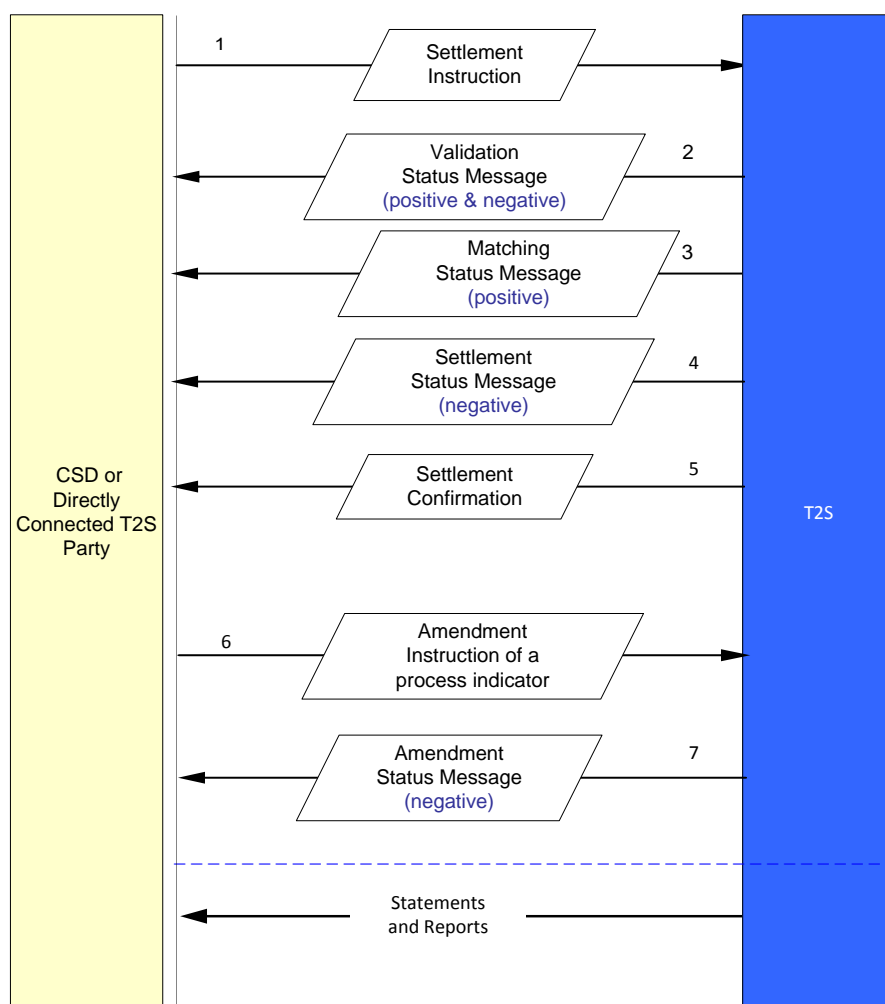 1
Settlement
Instruction
Validation
Status Message
(positive & negative)
2
Matching
Status Message
(positive)
3
Settlement
Status Message
(negative)
4
CSD or
Directly
Connected T2S
Party
Settlement
Confirmation
5
T2S
6
Amendment
Instruction of a
process indicator
Amendment
Status Message
(negative)
7
Statements
and Reports